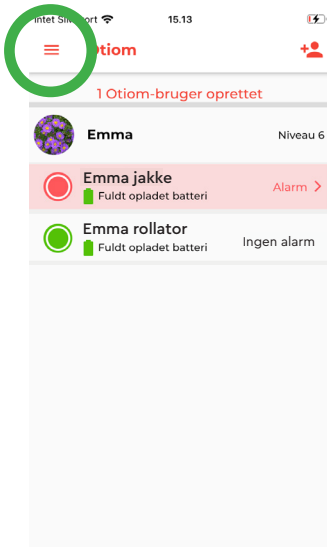 Intet SIM-kort 15.13
Otiom
1 Otiom-bruger oprettet
Emma Niveau 6
Emma jakke
Fuldt opladet batteri
Alarm
Emma rollator
Fuldt opladet batteri
Ingen alarm